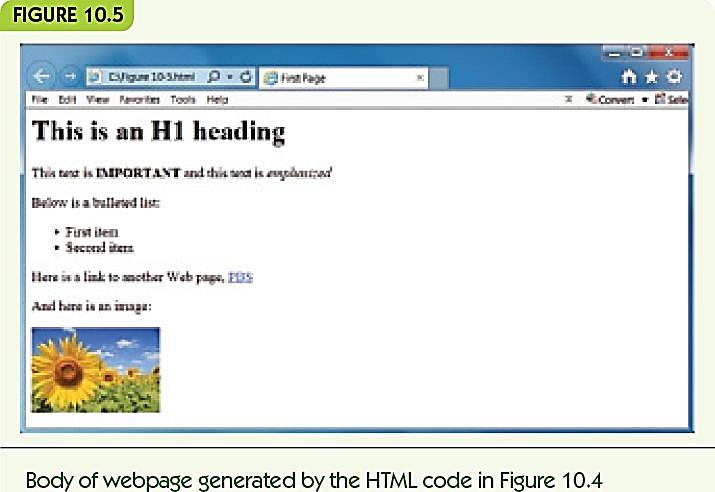 FIGURE 10.5
C:\Figure 10-5.html
First Page
File Edit View Favorites Tools Help
x Convert Sele
This is an H1 heading
This text is IMPORTANT and this text is emphasized
Below is a bulleted list:
• First item
• Second item
Here is a link to another Web page, PBS
And here is an image:
Body of webpage generated by the HTML code in Figure 10.4